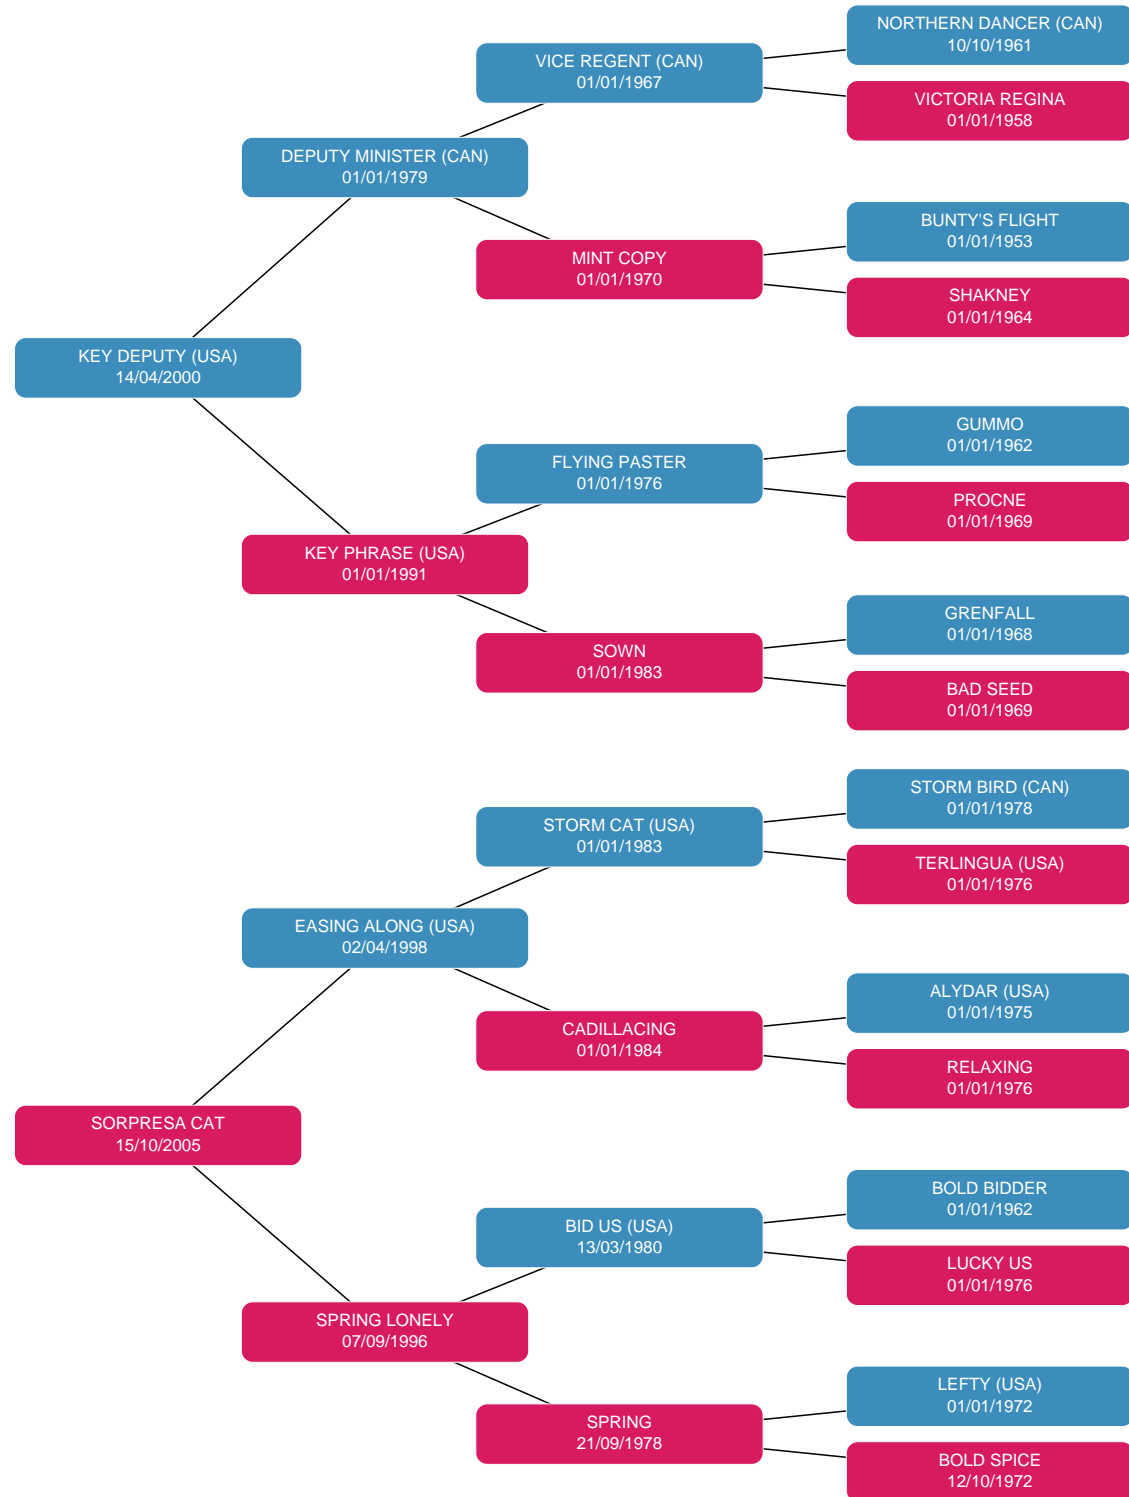 NORTHERN DANCER (CAN)
10/10/1961
VICE REGENT (CAN)
01/01/1967
VICTORIA REGINA
01/01/1958
DEPUTY MINISTER (CAN)
01/01/1979
BUNTY'S FLIGHT
01/01/1953
MINT COPY
01/01/1970
SHAKNEY
01/01/1964
KEY DEPUTY (USA)
14/04/2000
GUMMO
01/01/1962
FLYING PASTER
01/01/1976
PROCNE
01/01/1969
KEY PHRASE (USA)
01/01/1991
GRENFALL
01/01/1968
SOWN
01/01/1983
BAD SEED
01/01/1969
STORM BIRD (CAN)
01/01/1978
STORM CAT (USA)
01/01/1983
TERLINGUA (USA)
01/01/1976
EASING ALONG (USA)
02/04/1998
ALYDAR (USA)
01/01/1975
CADILLACING
01/01/1984
RELAXING
01/01/1976
SORPRESA CAT
15/10/2005
BOLD BIDDER
01/01/1962
BID US (USA)
13/03/1980
LUCKY US
01/01/1976
SPRING LONELY
07/09/1996
LEFTY (USA)
01/01/1972
SPRING
21/09/1978
BOLD SPICE
12/10/1972